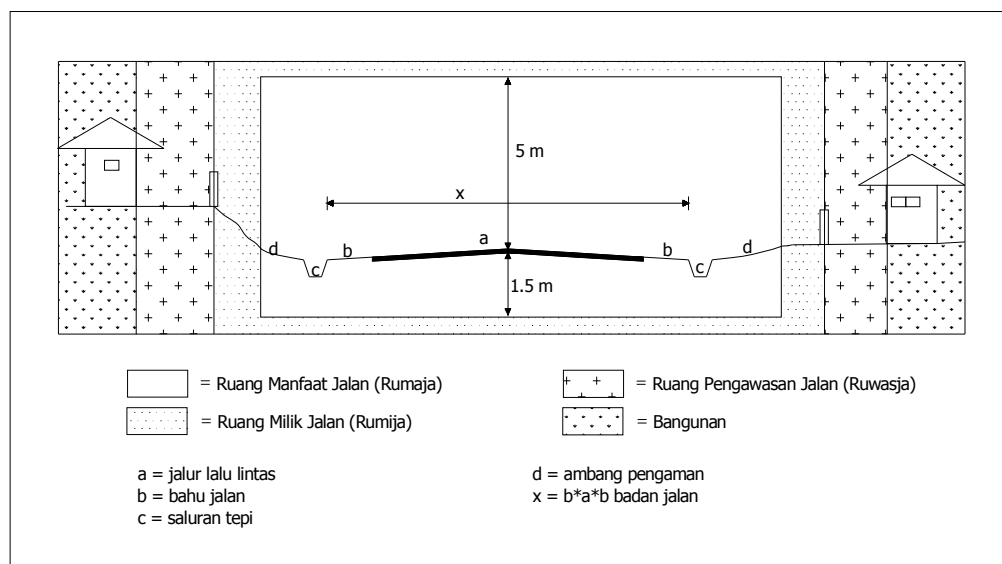 5 m
x
a
d
b
b
d
c
c
1.5 m
= Ruang Manfaat Jalan (Rumaja)
= Ruang Pengawasan Jalan (Ruwasja)
= Ruang Milik Jalan (Rumija)
= Bangunan
a = jalur lalu lintas
b = bahu jalan
c = saluran tepi
d = ambang pengaman
x = b*a*b badan jalan